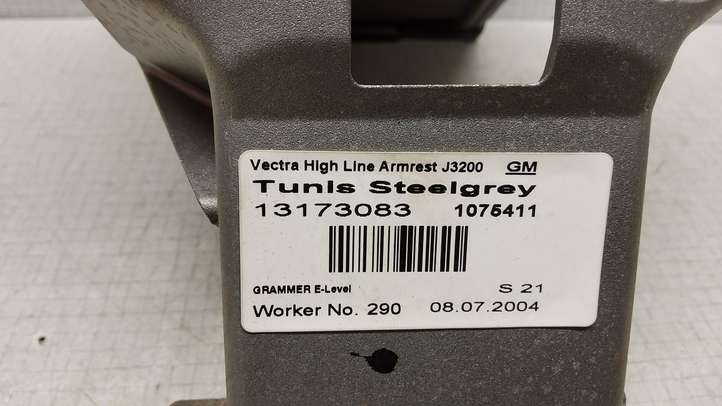 Vectra High Line Armrest J3200 GM
Tunis Steelgrey
13173083 1075411
GRAMMER E-Level S 21
Worker No. 290 08.07.2004